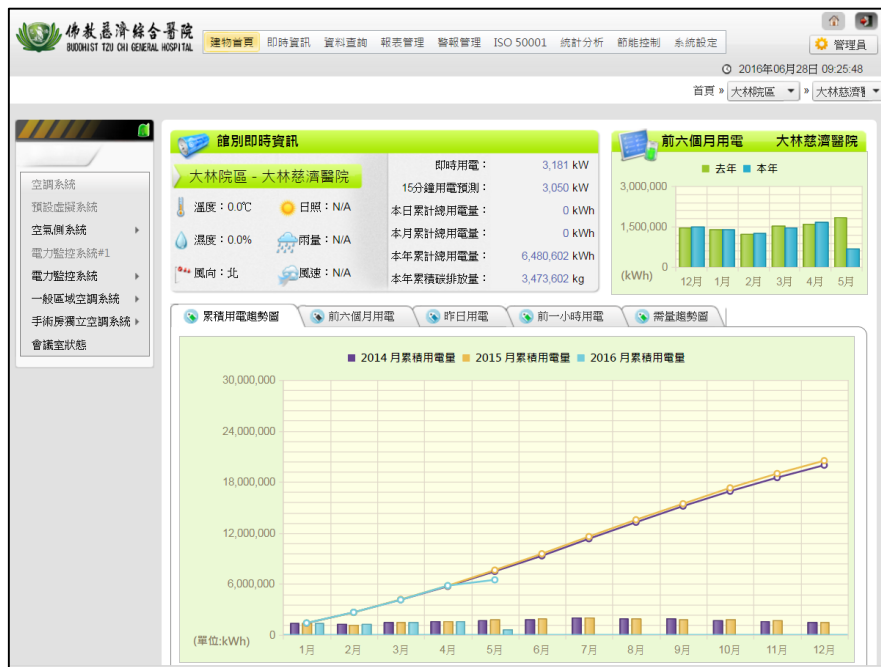 佛教慈濟綜合醫院
BUDDHIST TZU CHI GENERAL HOSPITAL
建物首頁 即時資訊 資料查詢 報表管理 警報管理 ISO 50001 統計分析 節能控制 系統設定
管理員
2016年06月28日 09:25:48
首頁 » 大林院區 » 大林慈濟醫
空調系統
預設虛擬系統
空氣側系統
電力監控系統#1
電力監控系統
一般區域空調系統
手術房獨立空調系統
會議室狀態
館別即時資訊
大林院區 - 大林慈濟醫院
溫度：0.0℃ 日照：N/A
濕度：0.0% 雨量：N/A
風向：北 風速：N/A
即時用電： 3,181 kW
15分鐘用電預測： 3,050 kW
本日累計總用電量： 0 kWh
本月累計總用電量： 0 kWh
本年累計總用電量： 6,480,602 kWh
本年累積碳排放量： 3,473,602 kg
前六個月用電 大林慈濟醫院
去年 本年
3,000,000
1,500,000
0
(kWh)
12月 1月 2月 3月 4月 5月
累積用電趨勢圖 前六個月用電 昨日用電 前一小時用電 需量趨勢圖
2014 月累積用電量 2015 月累積用電量 2016 月累積用電量
30,000,000
24,000,000
18,000,000
12,000,000
6,000,000
0
(單位:kWh)
1月 2月 3月 4月 5月 6月 7月 8月 9月 10月 11月 12月